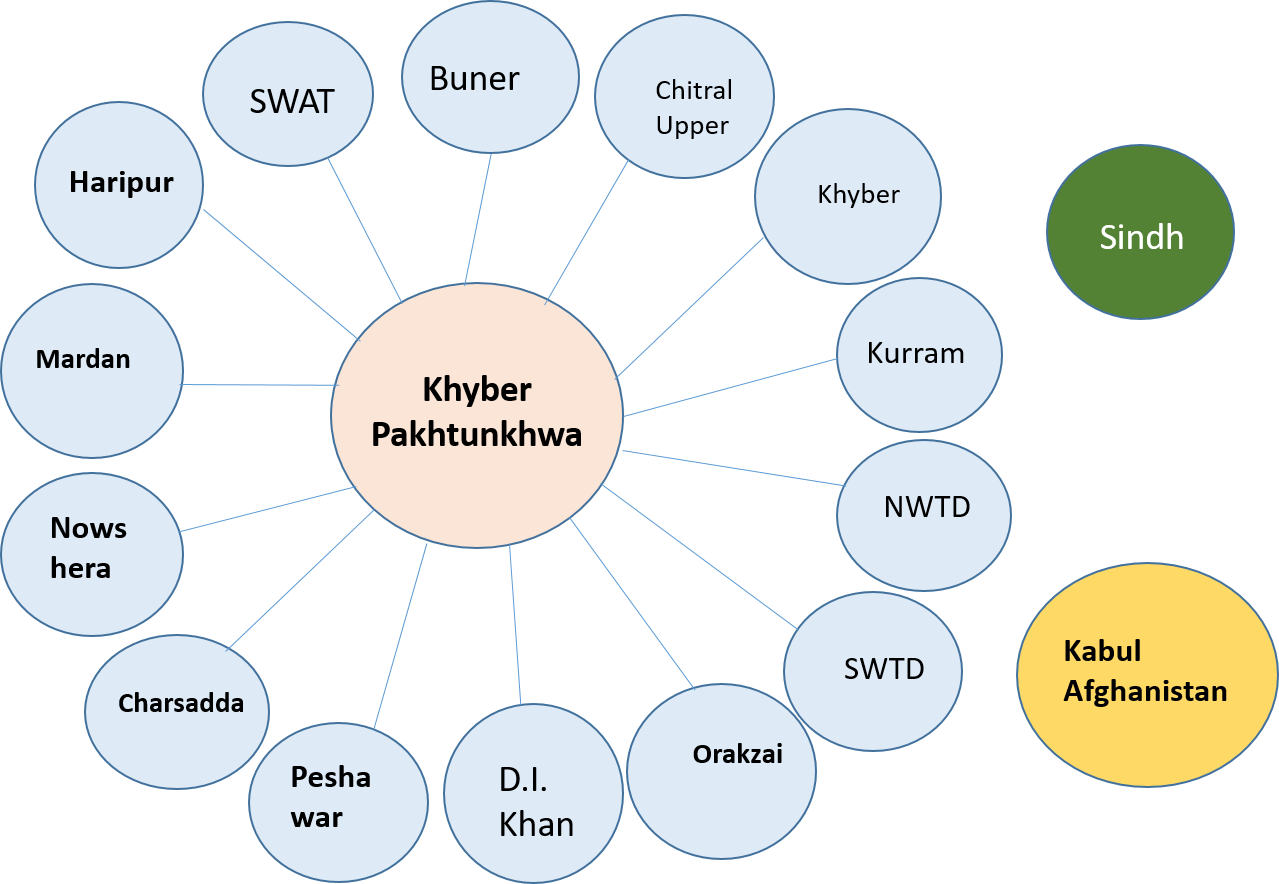 Buner
SWAT
Chitral
Upper
Haripur
Khyber
Sindh
Mardan
Kurram
Khyber
Pakhtunkhwa
NWTD
Nows
hera
Kabul
Afghanistan
SWTD
Charsadda
Orakzai
Pesha
war
D.I.
Khan